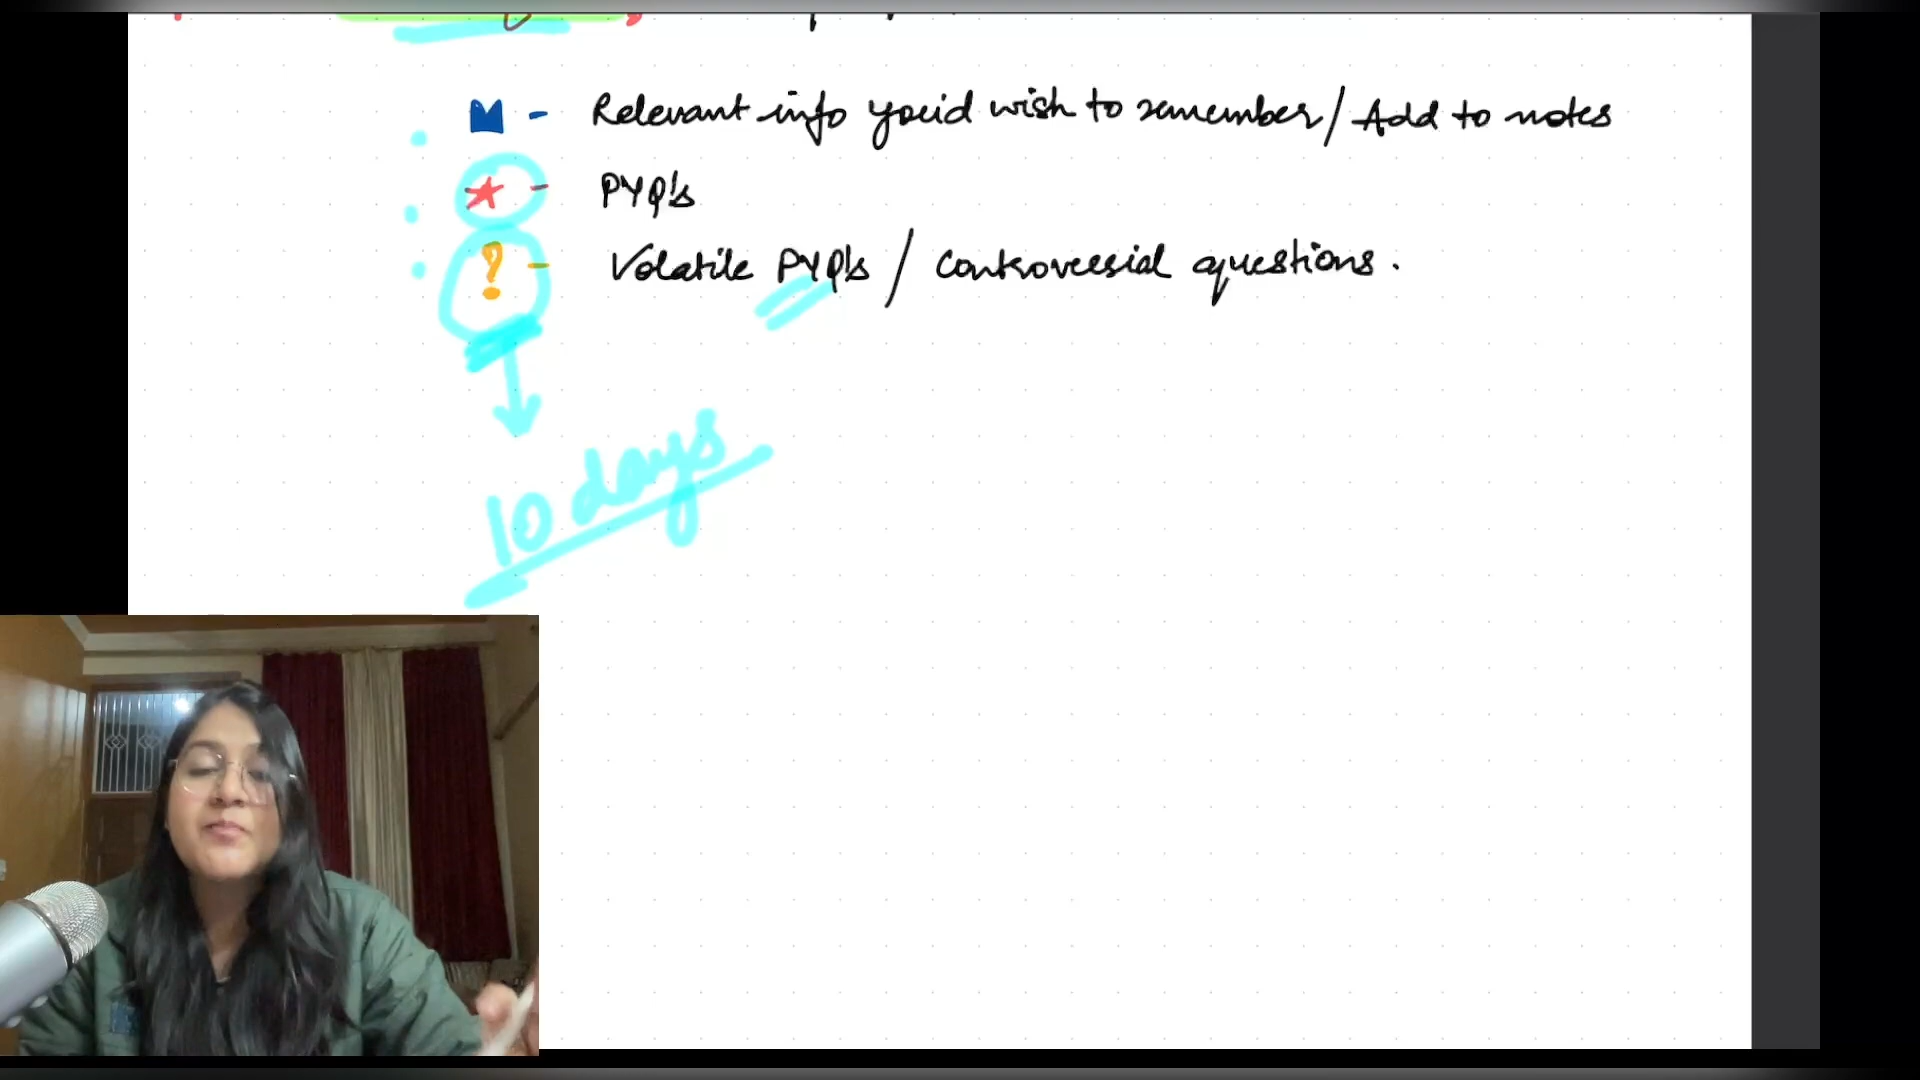 - Relevant info you'd wish to remember/ Add to notes
- PYQ's
? - Volatile PYQ's / Controversial questions.
10 days